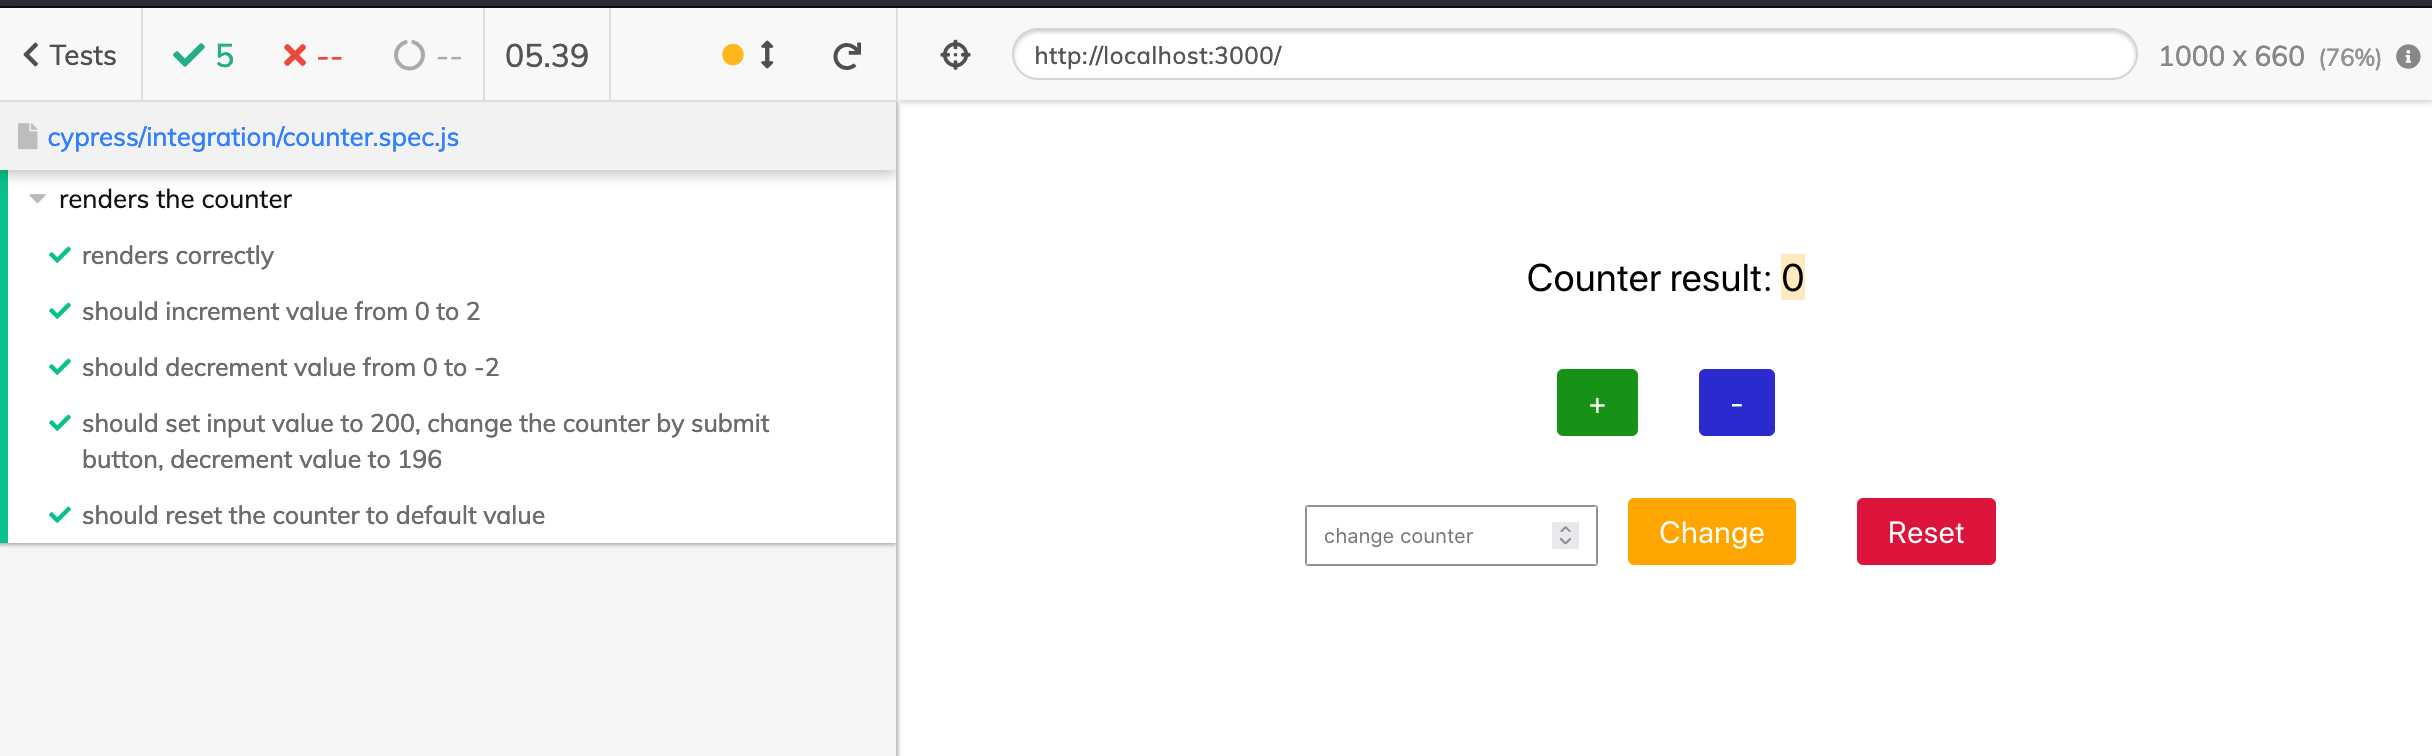 Tests 5 -- -- 05.39 http://localhost:3000/ 1000 x 660 (76%)
cypress/integration/counter.spec.js
renders the counter
renders correctly
should increment value from 0 to 2
should decrement value from 0 to -2
should set input value to 200, change the counter by submit
button, decrement value to 196
should reset the counter to default value
Counter result: 0
+ -
change counter Change Reset